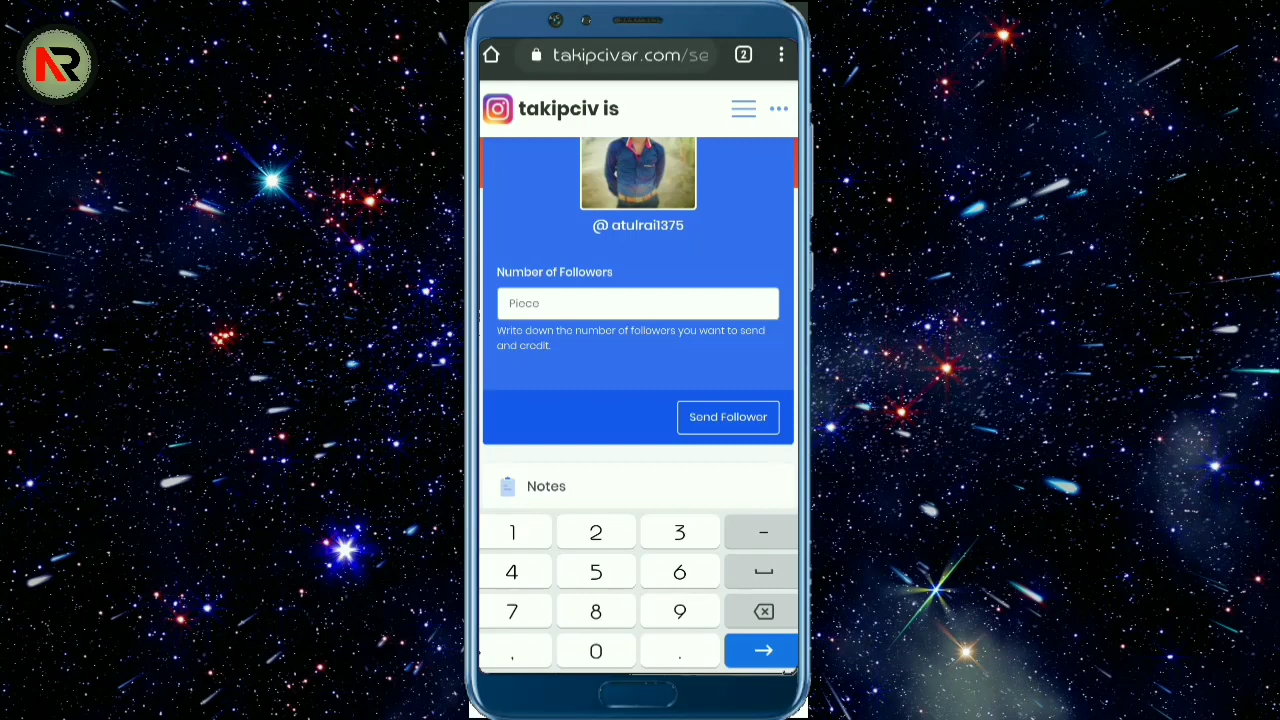 NR
takipcivar.com/se
2
takipciv is
@ atulrai1375
Number of Followers
Piece
Write down the number of followers you want to send
and credit.
Send Follower
Notes
1 2 3 -
4 5 6
7 8 9
, 0 .